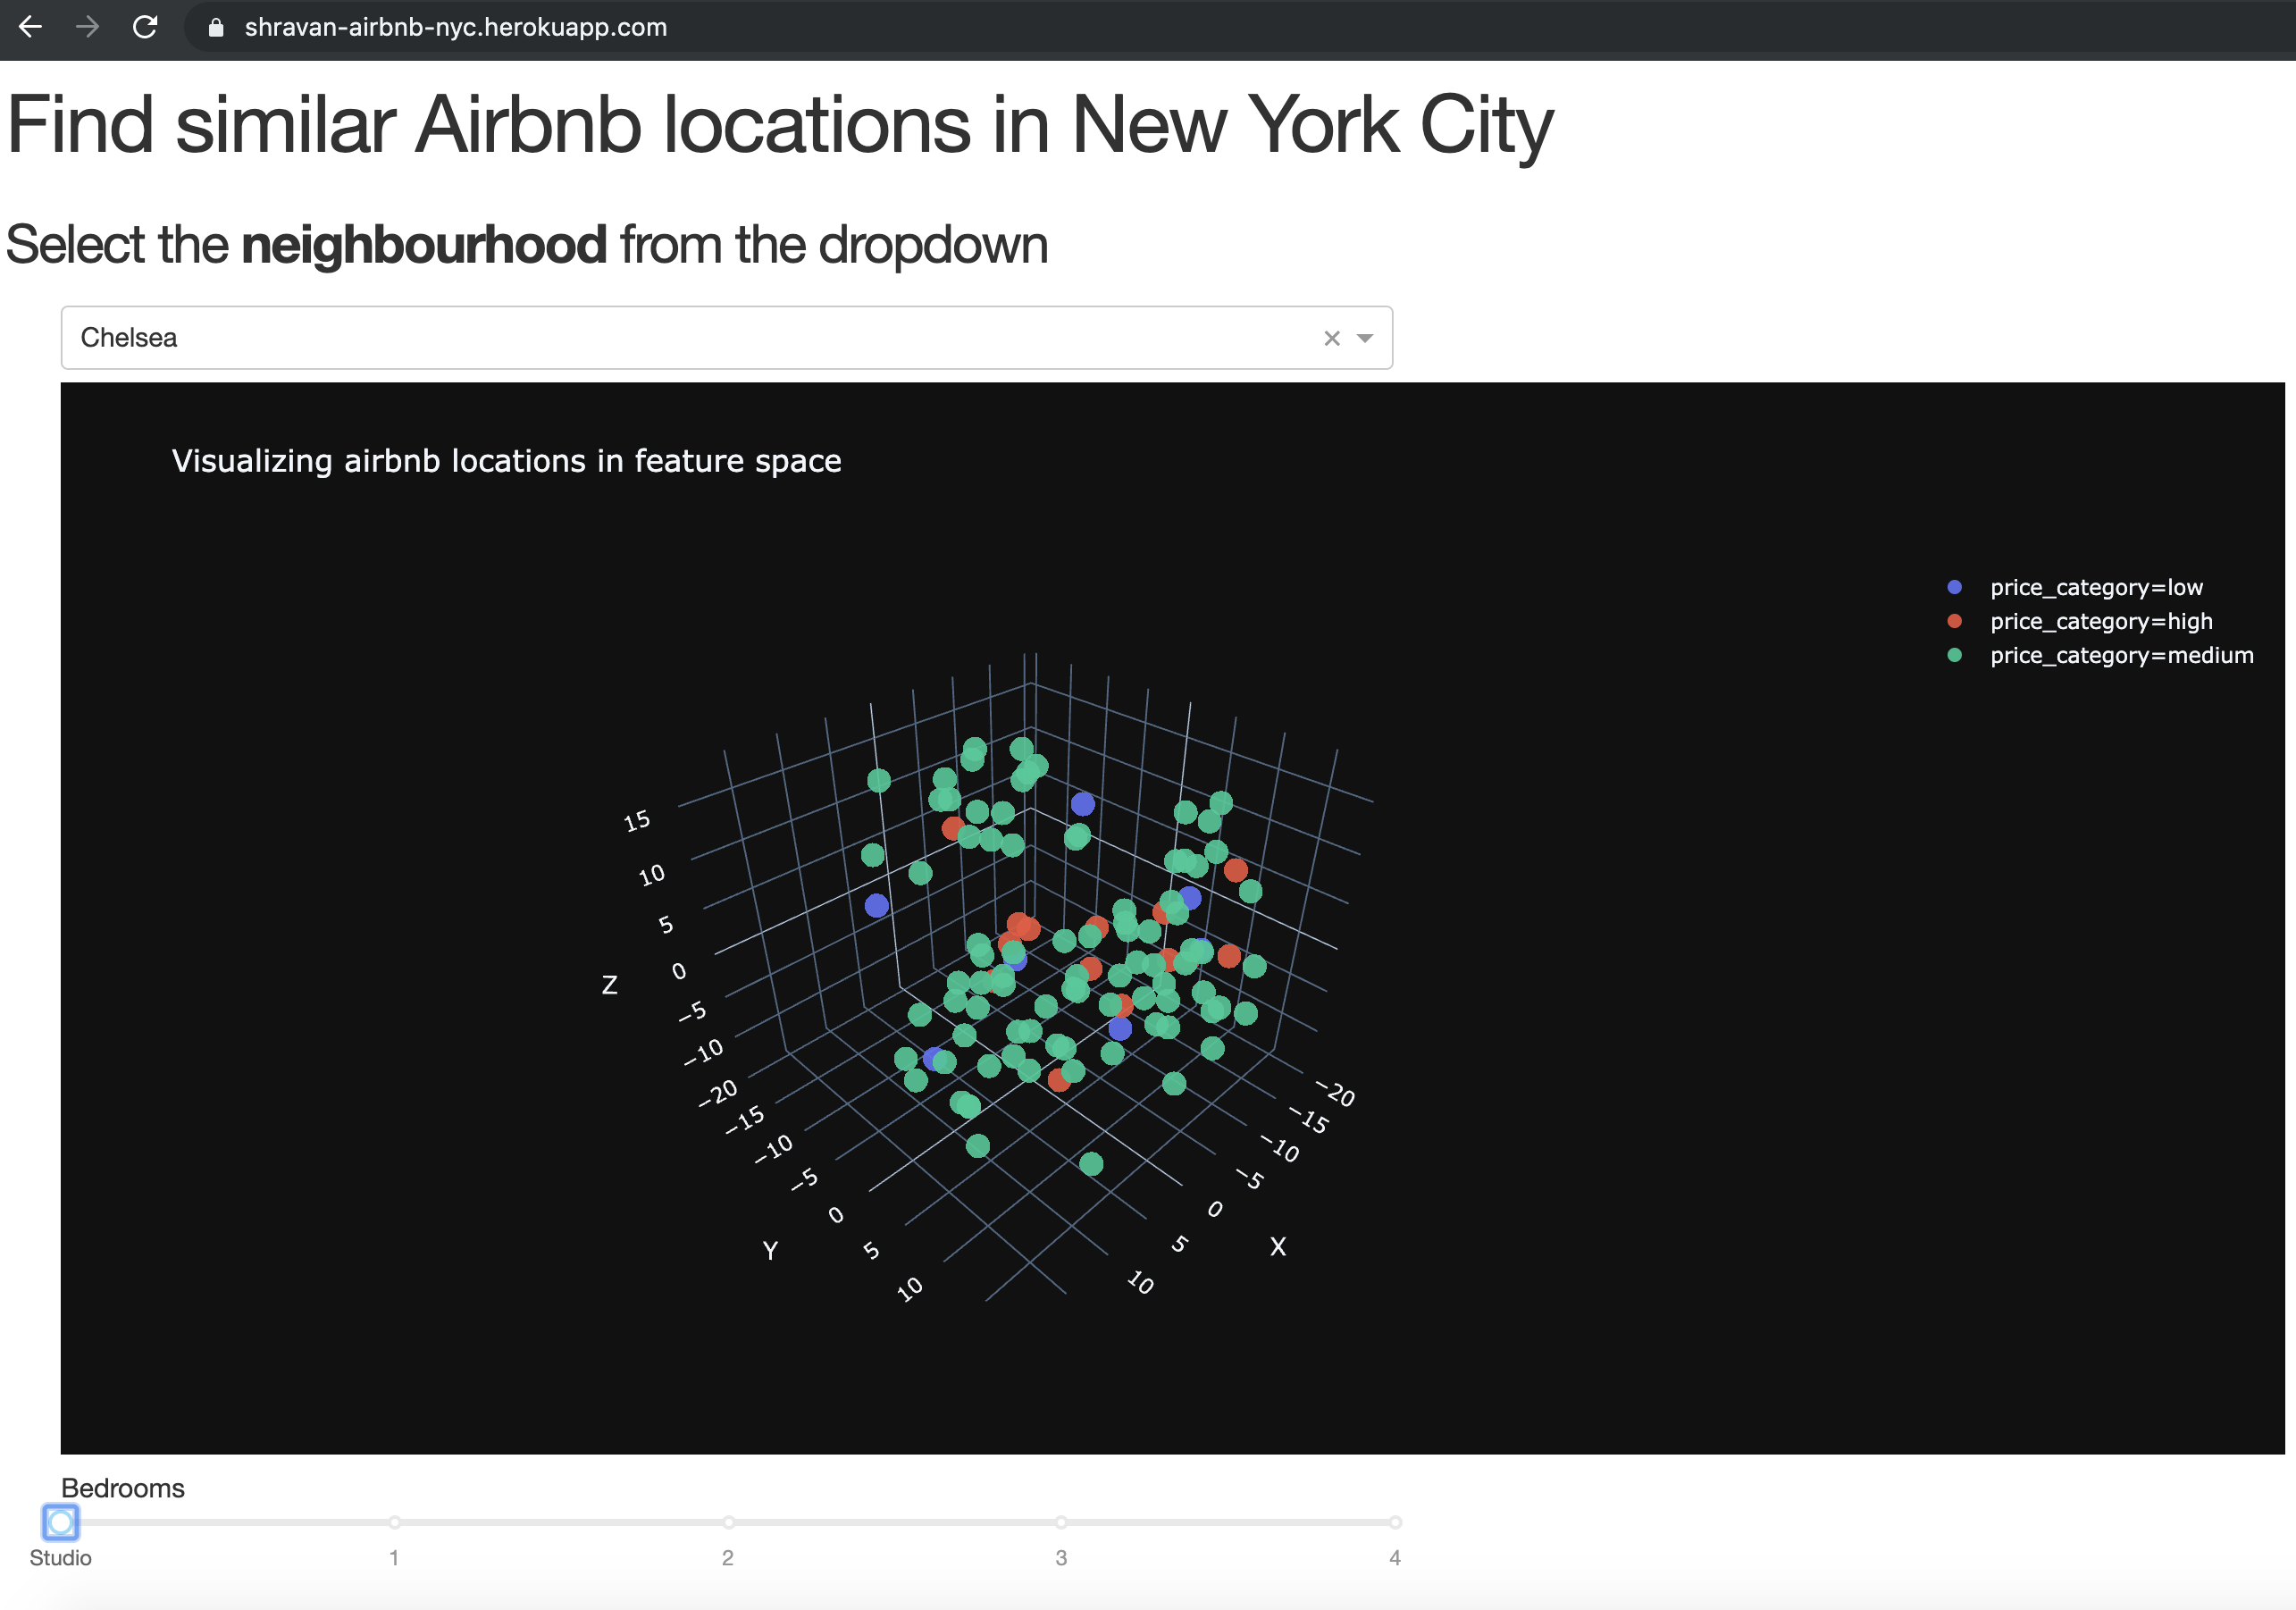 shravan-airbnb-nyc.herokuapp.com
Find similar Airbnb locations in New York City
Select the neighbourhood from the dropdown
Chelsea
Visualizing airbnb locations in feature space
price_category=low
price_category=high
price_category=medium
15
10
5
0
−5
−10
Z
−20
−15
−10
−5
0
5
10
Y
−20
−15
−10
−5
0
5
10
X
Bedrooms
Studio
1
2
3
4